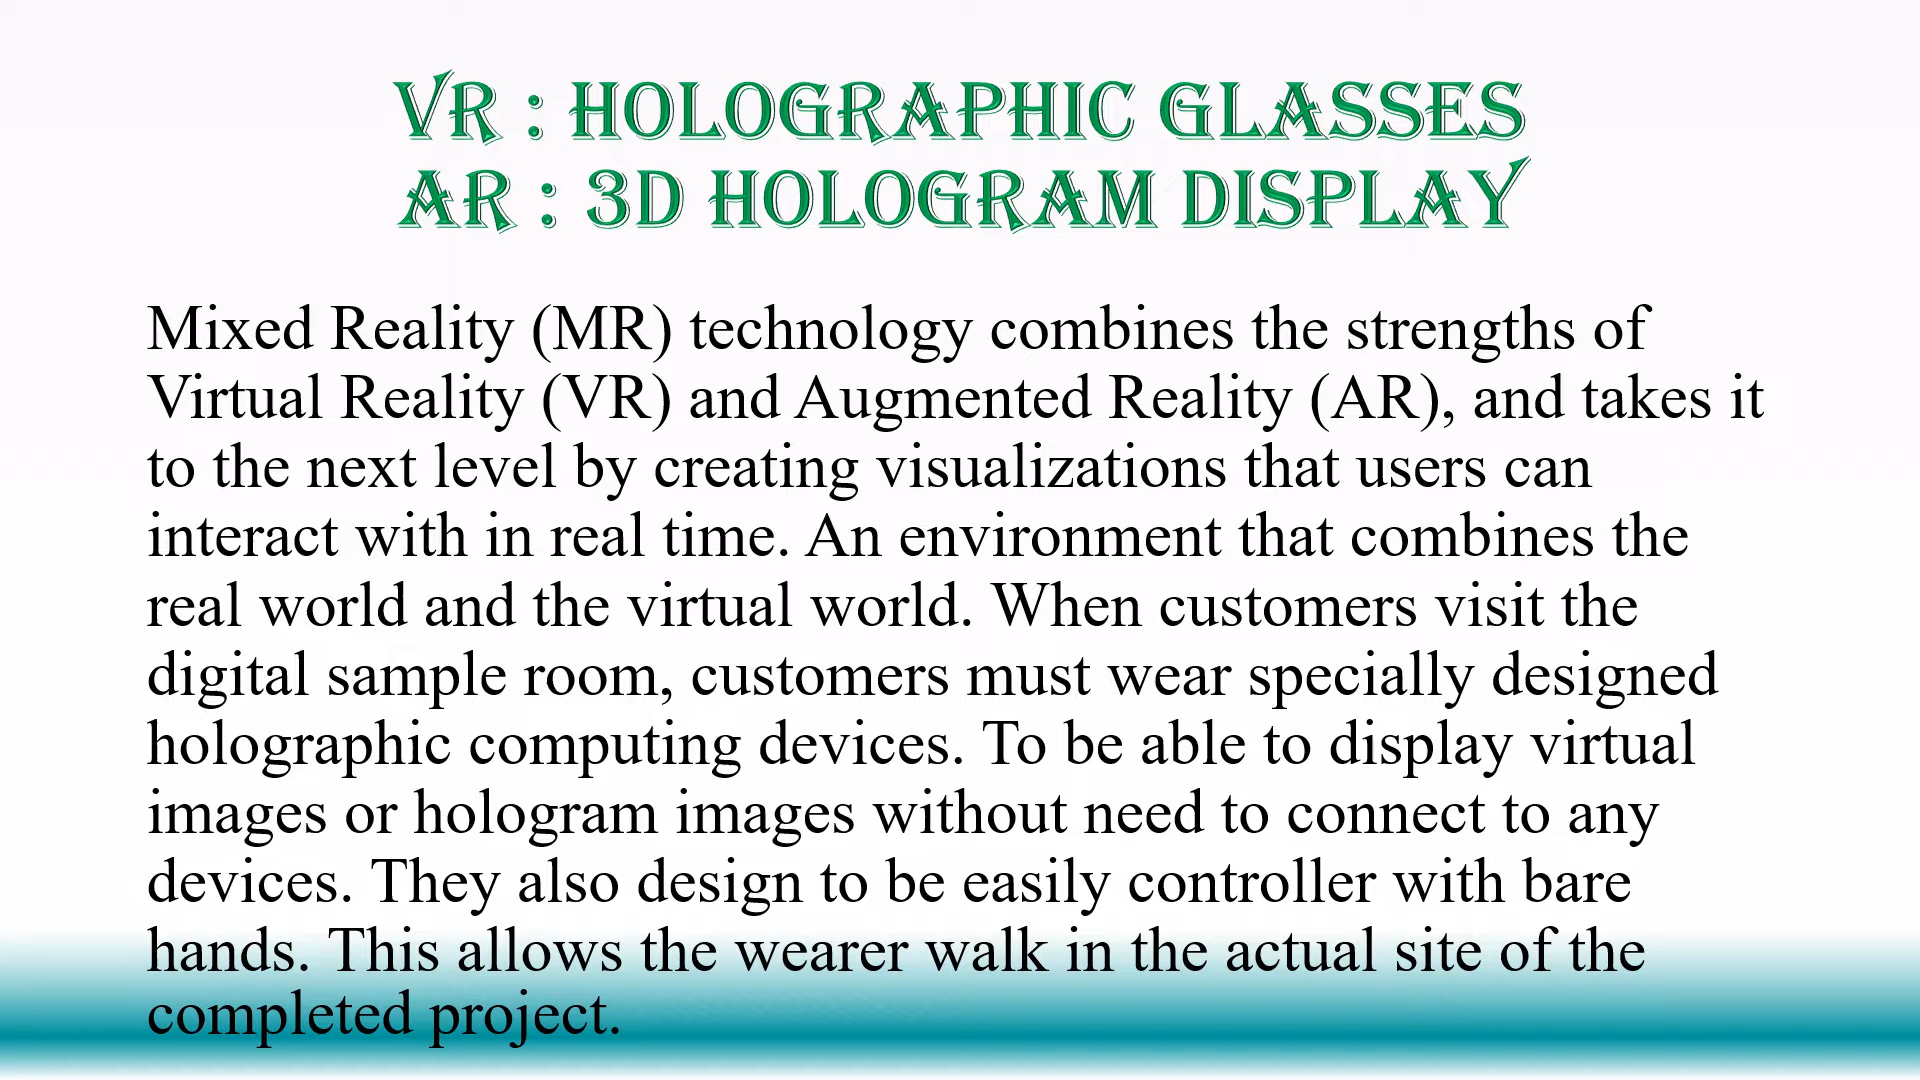 VR : HOLOGRAPHIC GLASSES
AR : 3D HOLOGRAM DISPLAY
Mixed Reality (MR) technology combines the strengths of
Virtual Reality (VR) and Augmented Reality (AR), and takes it
to the next level by creating visualizations that users can
interact with in real time. An environment that combines the
real world and the virtual world. When customers visit the
digital sample room, customers must wear specially designed
holographic computing devices. To be able to display virtual
images or hologram images without need to connect to any
devices. They also design to be easily controller with bare
hands. This allows the wearer walk in the actual site of the
completed project.